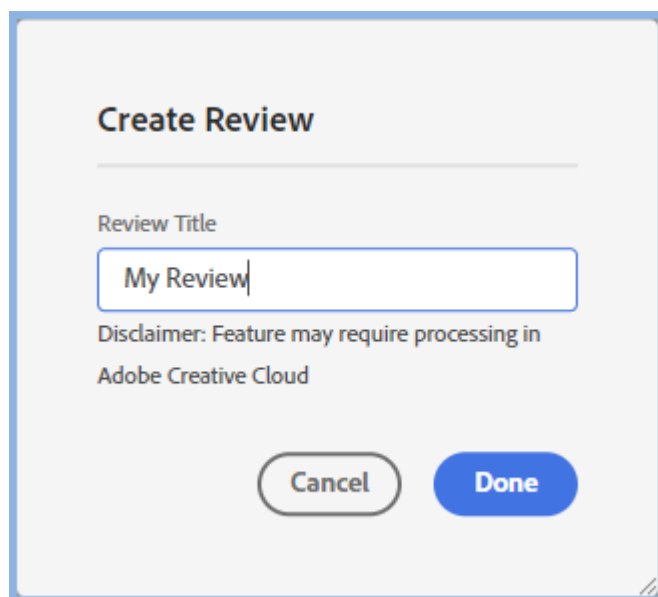 Create Review
Review Title
My Review
Disclaimer: Feature may require processing in
Adobe Creative Cloud
Cancel
Done